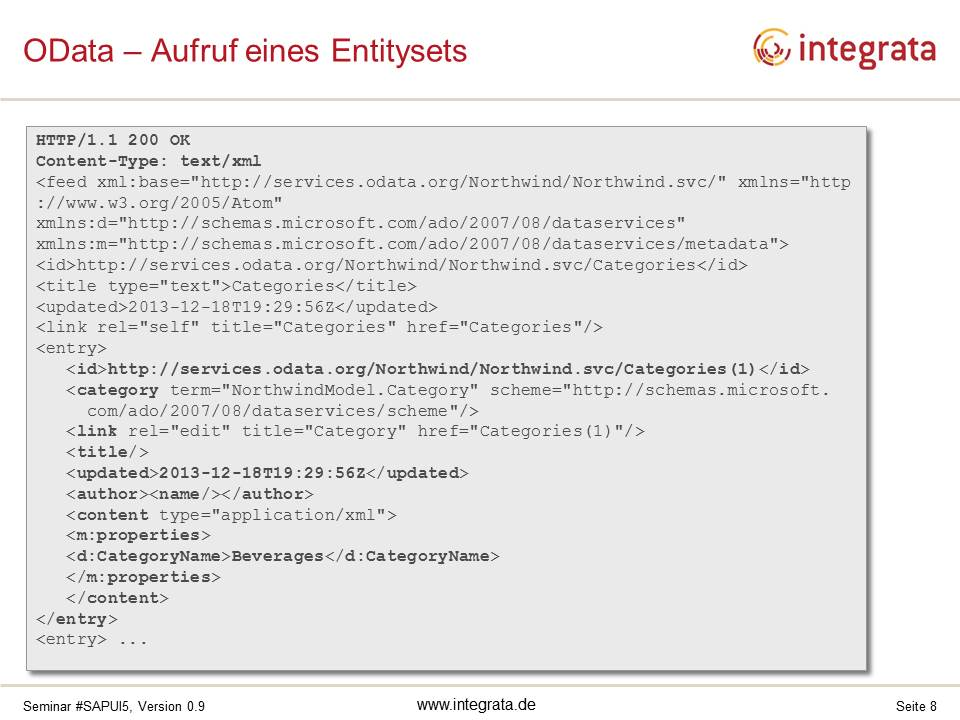 OData – Aufruf eines Entitysets
integrata
HTTP/1.1 200 OK
Content-Type: text/xml
<feed xml:base="http://services.odata.org/Northwind/Northwind.svc/" xmlns="http
://www.w3.org/2005/Atom"
xmlns:d="http://schemas.microsoft.com/ado/2007/08/dataservices"
xmlns:m="http://schemas.microsoft.com/ado/2007/08/dataservices/metadata">
<id>http://services.odata.org/Northwind/Northwind.svc/Categories</id>
<title type="text">Categories</title>
<updated>2013-12-18T19:29:56Z</updated>
<link rel="self" title="Categories" href="Categories"/>
<entry>
<id>http://services.odata.org/Northwind/Northwind.svc/Categories(1)</id>
<category term="NorthwindModel.Category" scheme="http://schemas.microsoft.
com/ado/2007/08/dataservices/scheme"/>
<link rel="edit" title="Category" href="Categories(1)"/>
<title/>
<updated>2013-12-18T19:29:56Z</updated>
<author><name/></author>
<content type="application/xml">
<m:properties>
<d:CategoryName>Beverages</d:CategoryName>
</m:properties>
</content>
</entry>
<entry> ...
Seminar #SAPUI5, Version 0.9
www.integrata.de
Seite 8